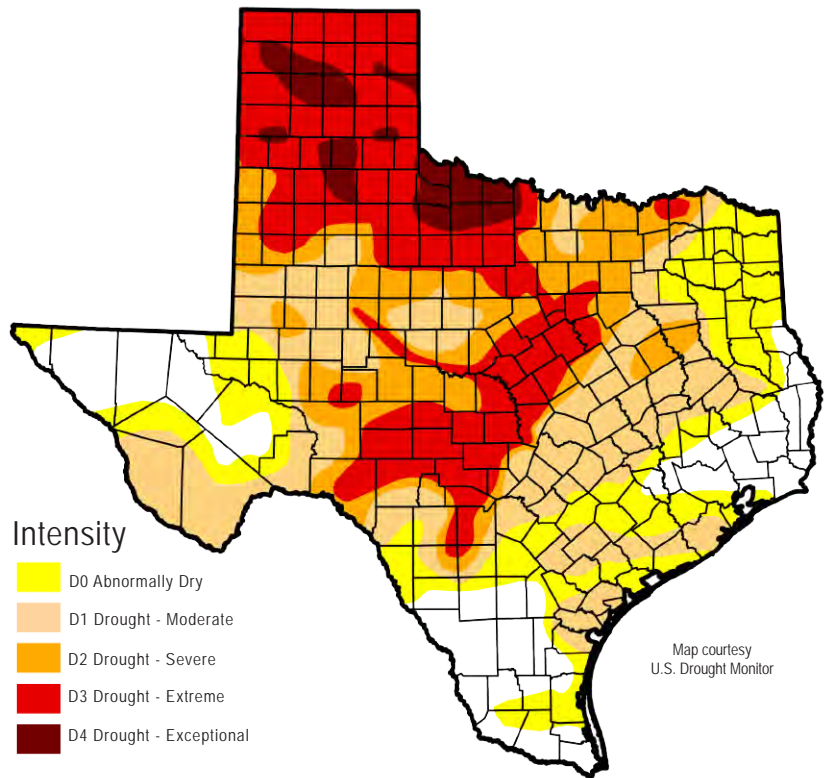 Intensity
D0 Abnormally Dry
D1 Drought - Moderate
D2 Drought - Severe
D3 Drought - Extreme
D4 Drought - Exceptional
Map courtesy
U.S. Drought Monitor